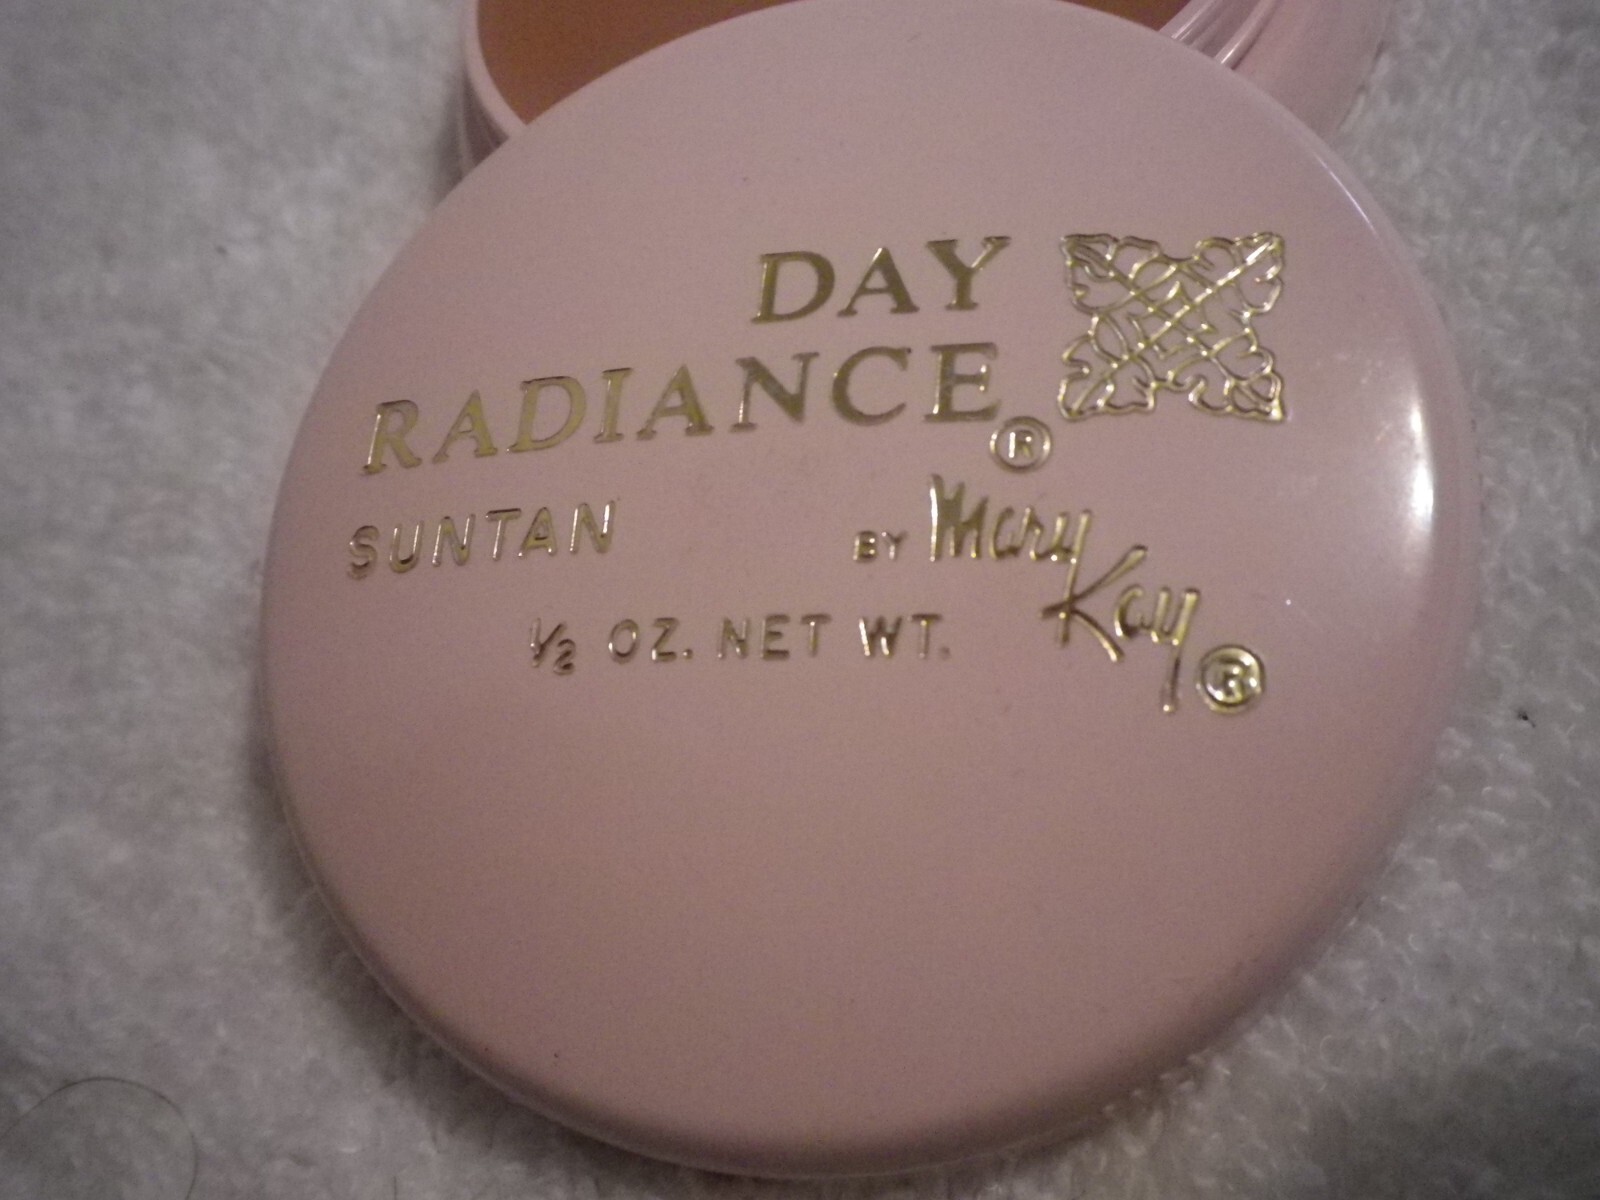 DAY
RADIANCE®
SUNTAN BY Mary Kay®
½ OZ. NET WT.